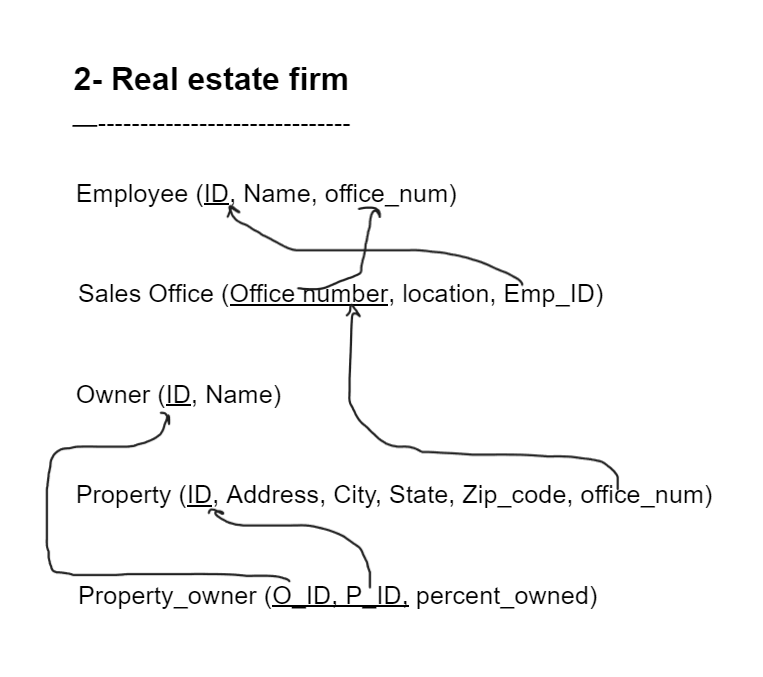 2- Real estate firm
—------------------------------
Employee (ID, Name, office_num)
Sales Office (Office number, location, Emp_ID)
Owner (ID, Name)
Property (ID, Address, City, State, Zip_code, office_num)
Property_owner (O_ID, P_ID, percent_owned)